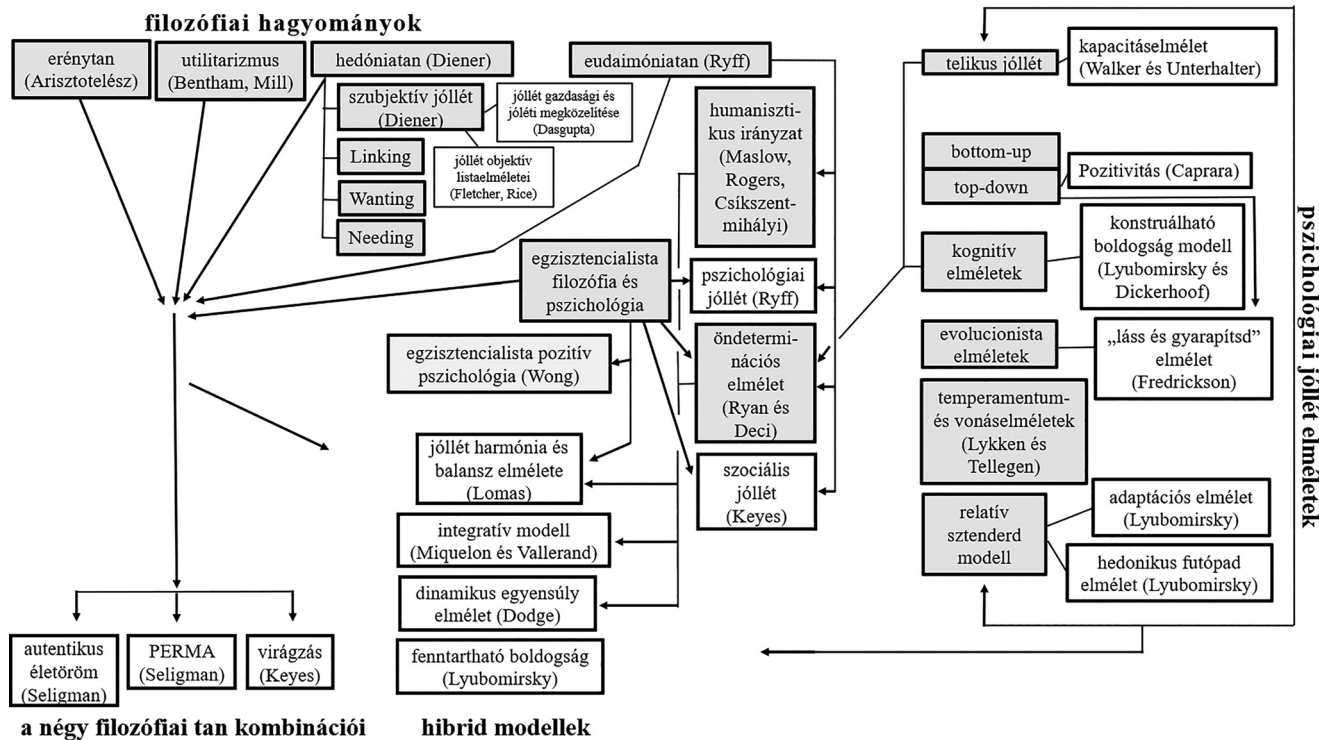 filozófiai hagyományok
erénytan
(Arisztotelész)
utilitarizmus
(Bentham, Mill)
hedóniatan (Diener)
eudaimóniatan (Ryff)
szubjektív jóllét
(Diener)
jóllét gazdasági és
jóléti megközelítése
(Dasgupta)
Linking
jóllét objektív
listaelméletei
(Fletcher, Rice)
Wanting
Needing
humanisztikus
irányzat
(Maslow,
Rogers,
Csíkszent-
mihályi)
egzisztencialista
filozófia és
pszichológia
pszichológiai
jóllét (Ryff)
egzisztencialista pozitív
pszichológia (Wong)
öndetermi-
nációs
elmélet
(Ryan és
Deci)
jóllét harmónia és
balansz elmélete
(Lomas)
szociális
jóllét
(Keyes)
integratív modell
(Miquelon és Vallerand)
dinamikus egyensúly
elmélet (Dodge)
fenntartható boldogság
(Lyubomirsky)
autentikus
életöröm
(Seligman)
PERMA
(Seligman)
virágzás
(Keyes)
a négy filozófiai tan kombinációi
hibrid modellek
telikus jóllét
kapacitáselmélet
(Walker és Unterhalter)
bottom-up
top-down
Pozitivitás (Caprara)
kognitív
elméletek
konstruálható
boldogság modell
(Lyubomirsky és
Dickerhoof)
evolucionista
elméletek
„láss és gyarapítsd”
elmélet
(Fredrickson)
temperamentum-
és vonáselméletek
(Lykken és
Tellegen)
relatív
sztenderd
modell
adaptációs elmélet
(Lyubomirsky)
hedonikus futópad
elmélet (Lyubomirsky)
pszichológiai jóllét elméletek